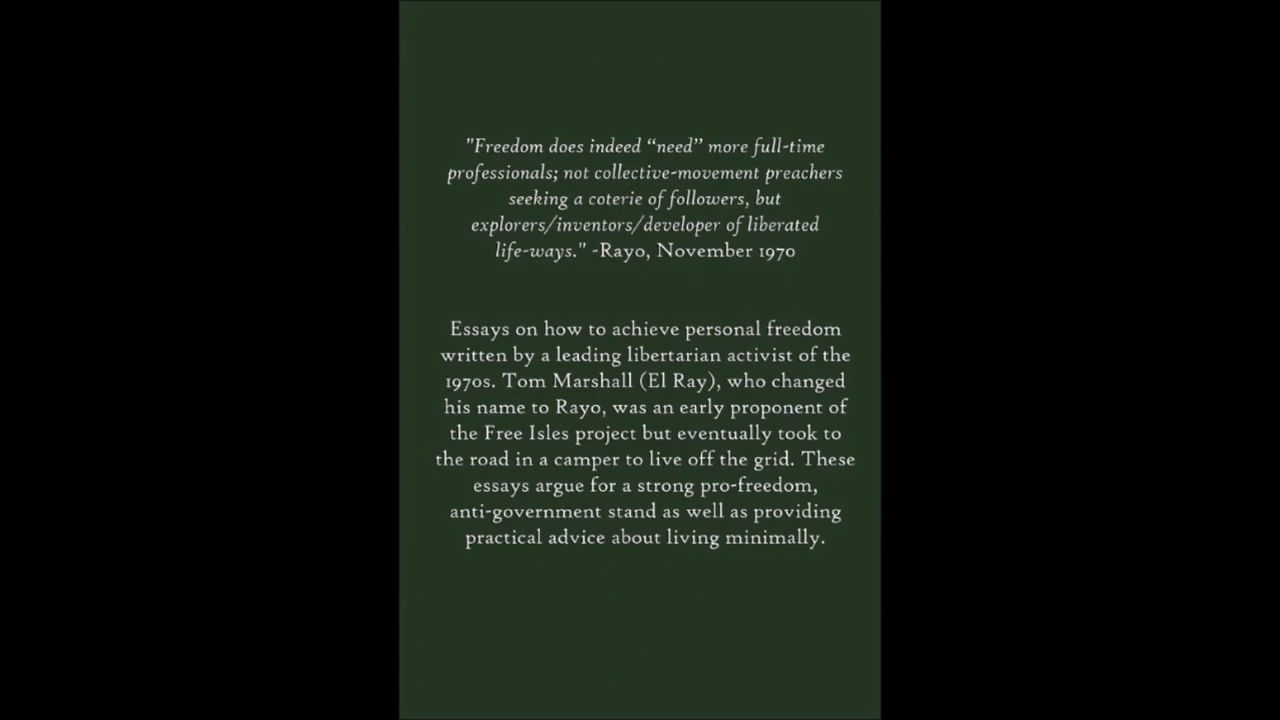 "Freedom does indeed “need” more full-time
professionals; not collective-movement preachers
seeking a coterie of followers, but
explorers/inventors/developer of liberated
life-ways." -Rayo, November 1970
Essays on how to achieve personal freedom
written by a leading libertarian activist of the
1970s. Tom Marshall (El Ray), who changed
his name to Rayo, was an early proponent of
the Free Isles project but eventually took to
the road in a camper to live off the grid. These
essays argue for a strong pro-freedom,
anti-government stand as well as providing
practical advice about living minimally.